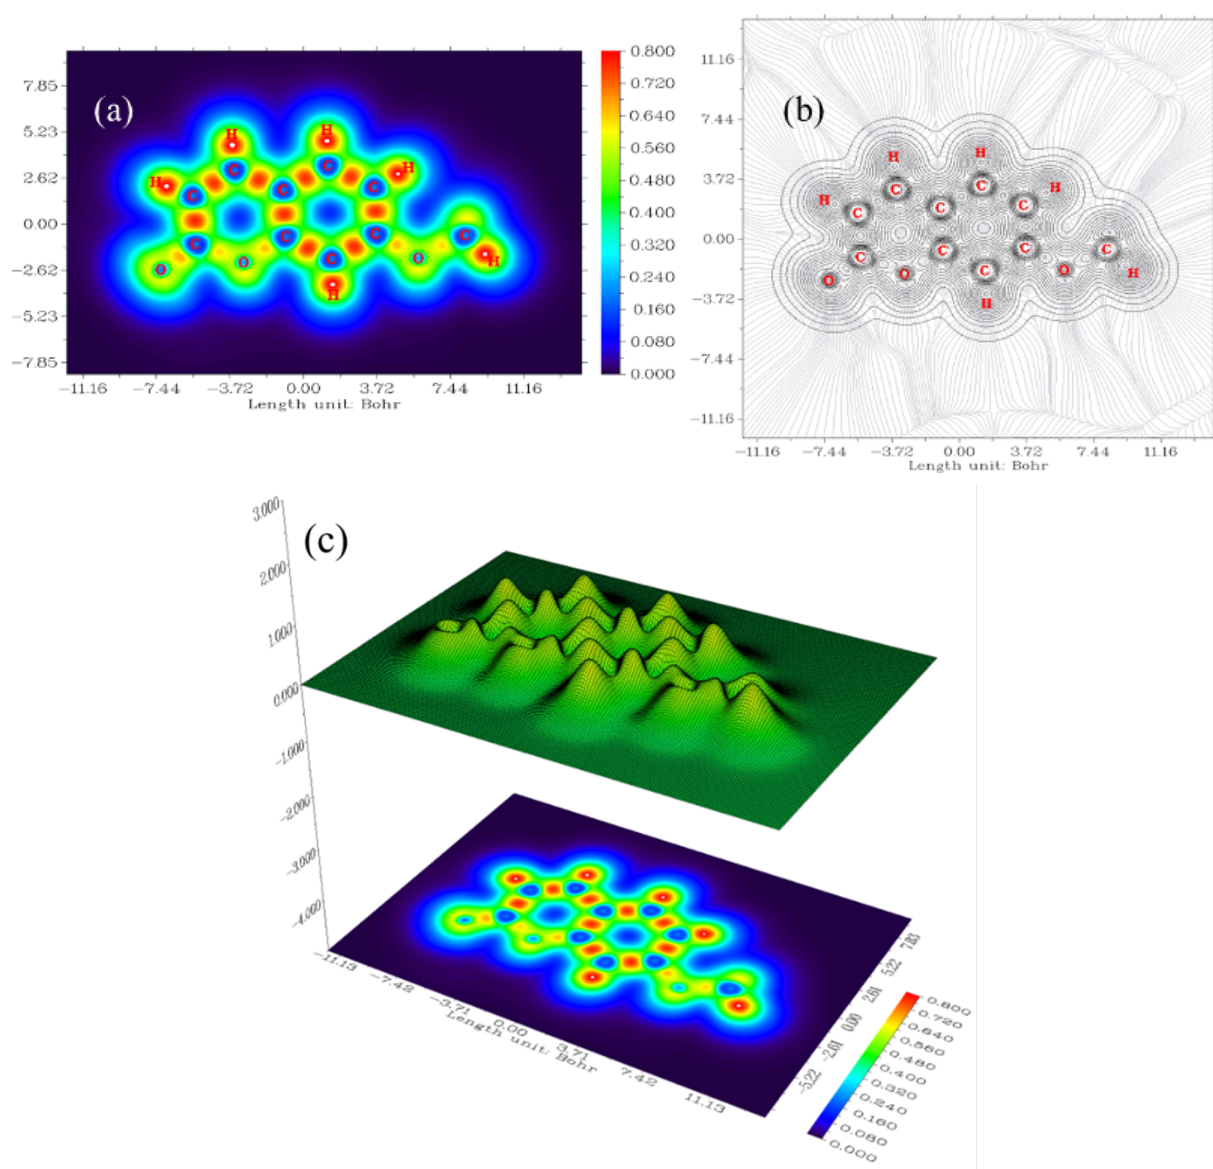 (a)
0.800
0.720
0.640
0.560
0.480
0.400
0.320
0.240
0.160
0.080
0.000
7.85
5.23
2.62
0.00
−2.62
−5.23
−7.85
H H H H
C C C C C
C C C C C
O O O H
H
−11.16 −7.44 −3.72 0.00 3.72 7.44 11.16
Length unit: Bohr
(b)
11.16
7.44
3.72
0.00
−3.72
−7.44
−11.16
H H H H
C C C C C
C C C C C
O O O H
H
−11.16 −7.44 −3.72 0.00 3.72 7.44 11.16
Length unit: Bohr
(c)
3.000
2.000
1.000
0.000
−1.000
−2.000
−3.000
−4.000
−11.13 −7.42 −3.71 0.00 3.71 7.42 11.13
Length unit: Bohr
−5.22 −2.61 0.00 2.61 5.22 7.83
0.800
0.720
0.640
0.560
0.480
0.400
0.320
0.240
0.160
0.080
0.000